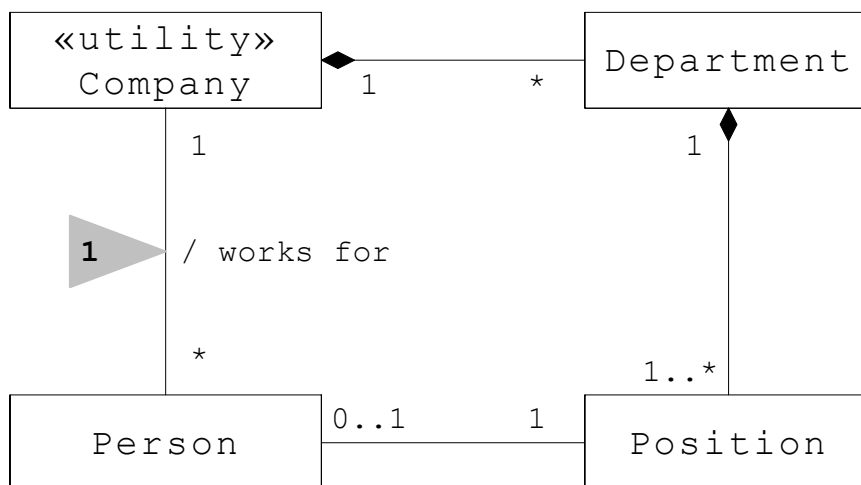 «utility»
Company
Department
1
*
1
1
1
/ works for
*
1..*
0..1
1
Person
Position